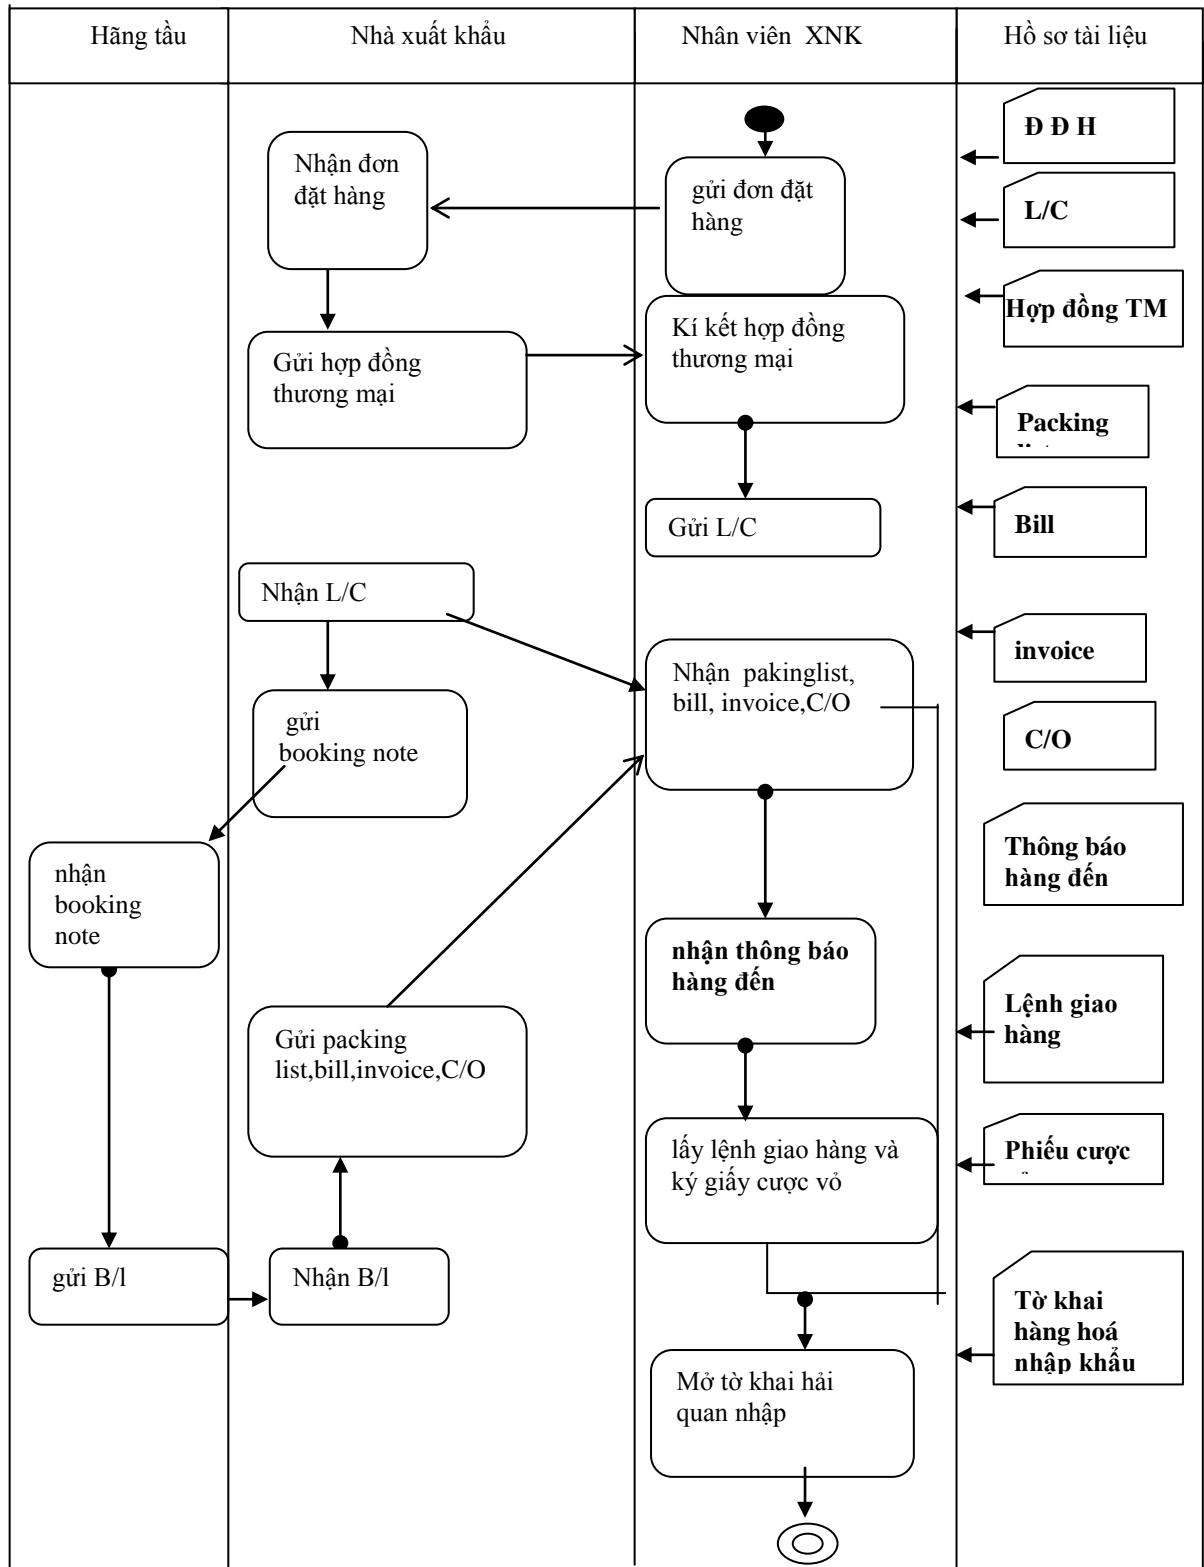 Hãng tầu
Nhà xuất khẩu
Nhân viên XNK
Hồ sơ tài liệu
Đ Đ H
Nhận đơn
đặt hàng
gửi đơn đặt
hàng
L/C
Hợp đồng TM
Gửi hợp đồng
thương mại
Kí kết hợp đồng
thương mại
Packing
Gửi L/C
Bill
Nhận L/C
invoice
Nhận pakinglist,
bill, invoice,C/O
gửi
booking note
C/O
nhận
booking
note
Thông báo
hàng đến
nhận thông báo
hàng đến
Gửi packing
list,bill,invoice,C/O
Lệnh giao
hàng
lấy lệnh giao hàng và
ký giấy cược vỏ
Phiếu cược
gửi B/l
Nhận B/l
Tờ khai
hàng hoá
nhập khẩu
Mở tờ khai hải
quan nhập